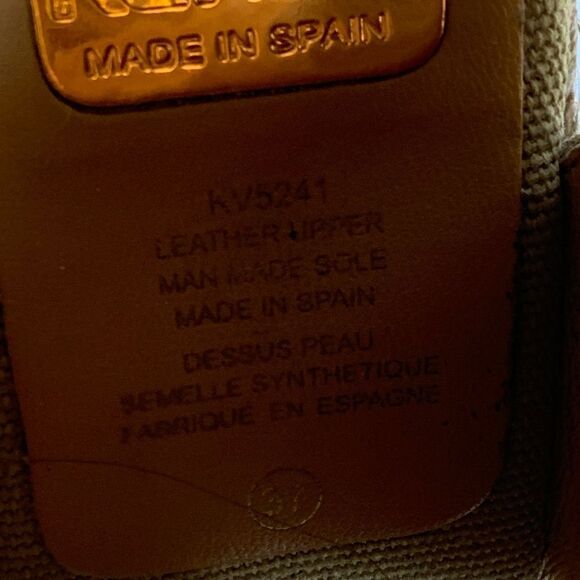 MADE IN SPAIN
KV5241
LEATHER UPPER
MAN MADE SOLE
MADE IN SPAIN
DESSUS PEAU
SEMELLE SYNTHETIQUE
FABRIQUE EN ESPAGNE
37